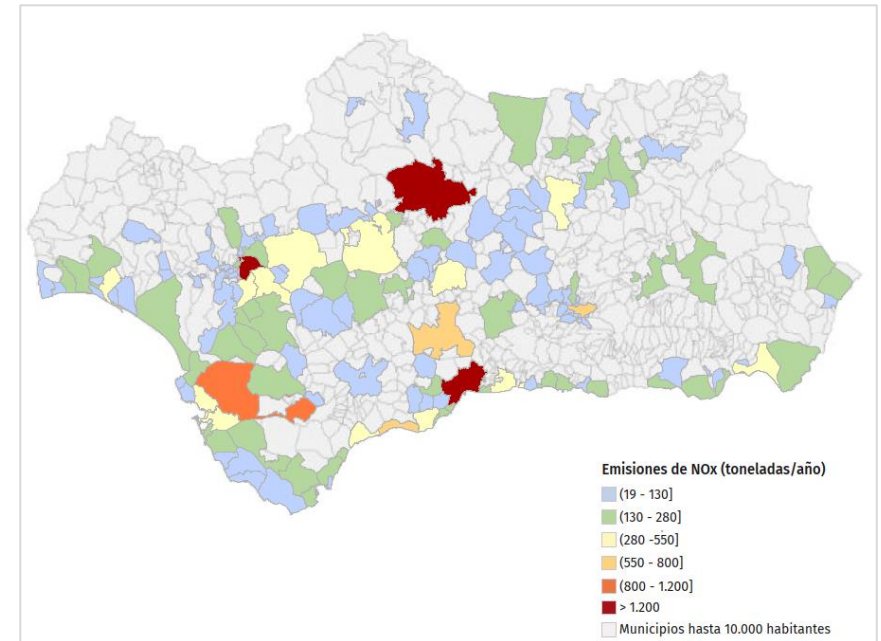 Emisiones de NOx (toneladas/año)
(19 - 130]
(130 - 280]
(280 -550]
(550 - 800]
(800 - 1.200]
> 1.200
Municipios hasta 10.000 habitantes